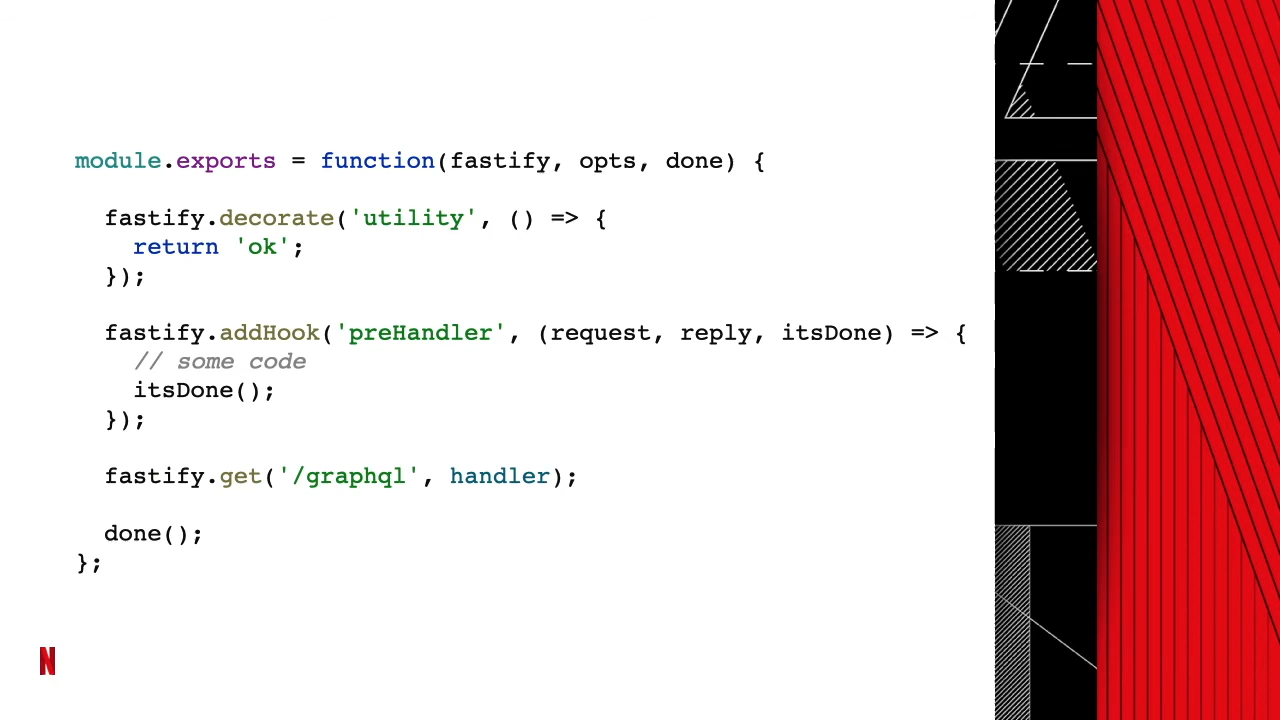 module.exports = function(fastify, opts, done) {
fastify.decorate('utility', () => {
return 'ok';
});
fastify.addHook('preHandler', (request, reply, itsDone) => {
// some code
itsDone();
});
fastify.get('/graphql', handler);
done();
};
N